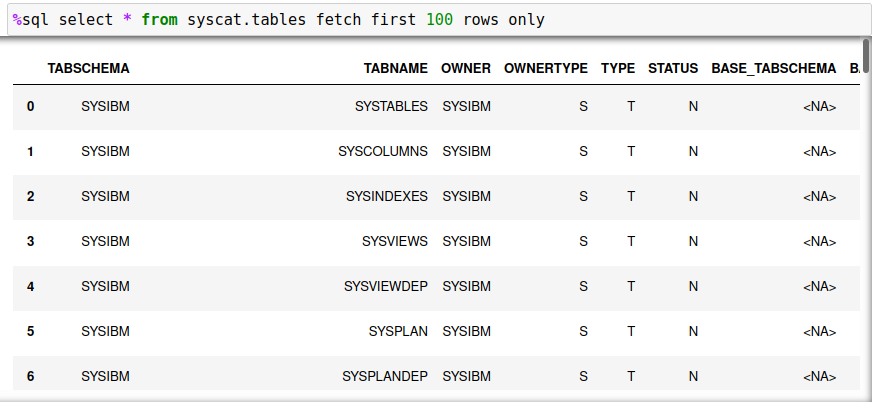 %sql select * from syscat.tables fetch first 100 rows only
TABSCHEMA TABNAME OWNER OWNERTYPE TYPE STATUS BASE_TABSCHEMA B
0 SYSIBM SYSTABLES SYSIBM S T N <NA>
1 SYSIBM SYSCOLUMNS SYSIBM S T N <NA>
2 SYSIBM SYSINDEXES SYSIBM S T N <NA>
3 SYSIBM SYSVIEWS SYSIBM S T N <NA>
4 SYSIBM SYSVIEWDEP SYSIBM S T N <NA>
5 SYSIBM SYSPLAN SYSIBM S T N <NA>
6 SYSIBM SYSPLANDEP SYSIBM S T N <NA>